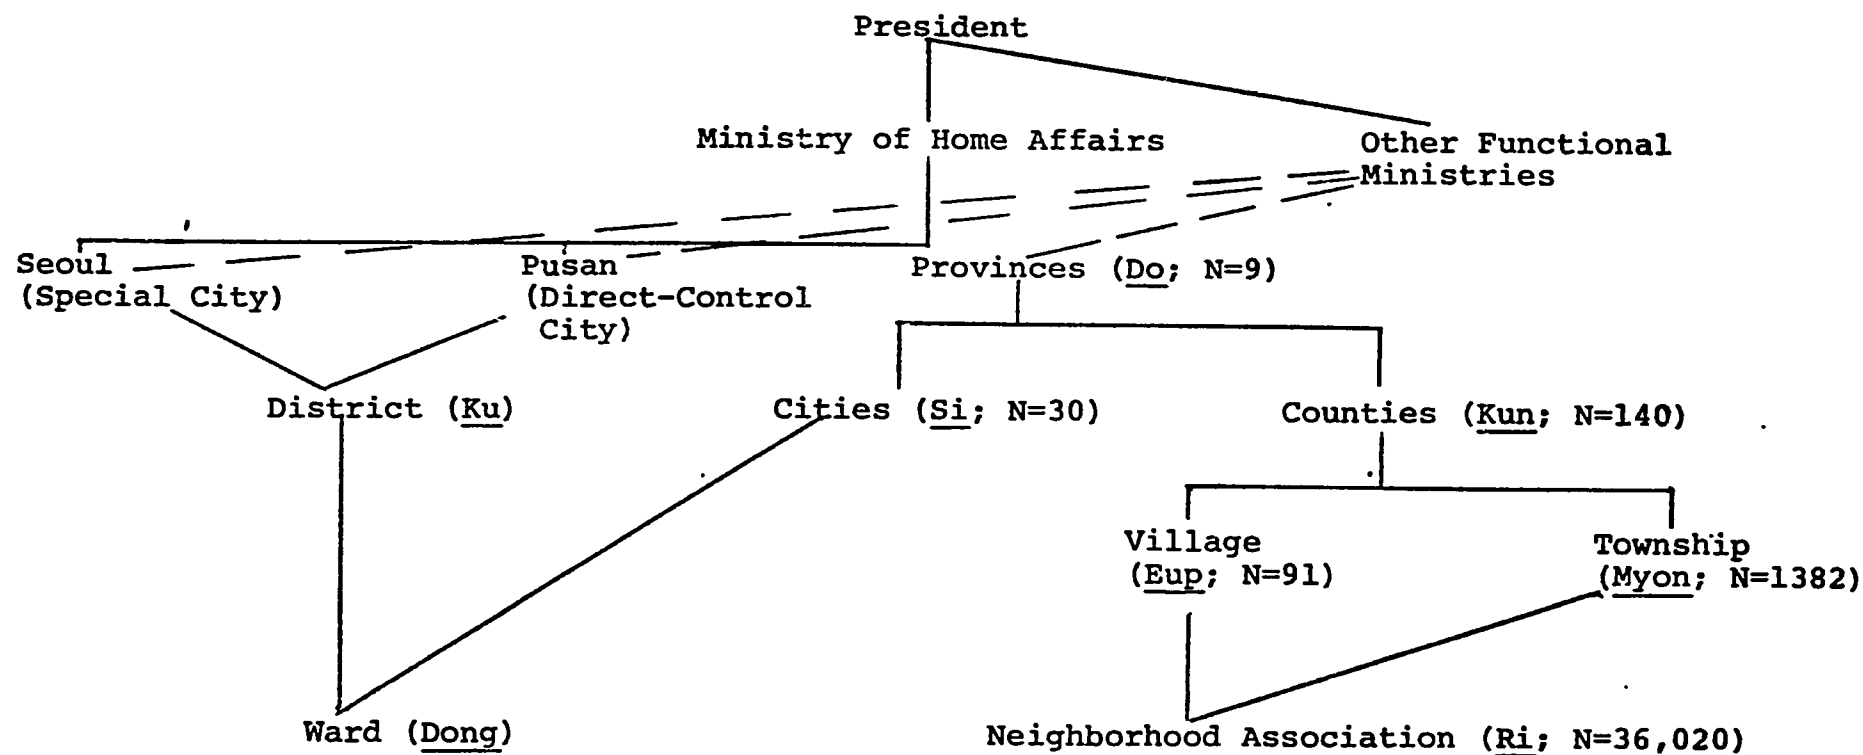 President
Ministry of Home Affairs
Other Functional
Ministries
Seoul
(Special City)
Pusan
(Direct-Control
City)
Provinces (Do; N=9)
District (Ku)
Cities (Si; N=30)
Counties (Kun; N=140)
Village
(Eup; N=91)
Township
(Myon; N=1382)
Ward (Dong)
Neighborhood Association (Ri; N=36,020)